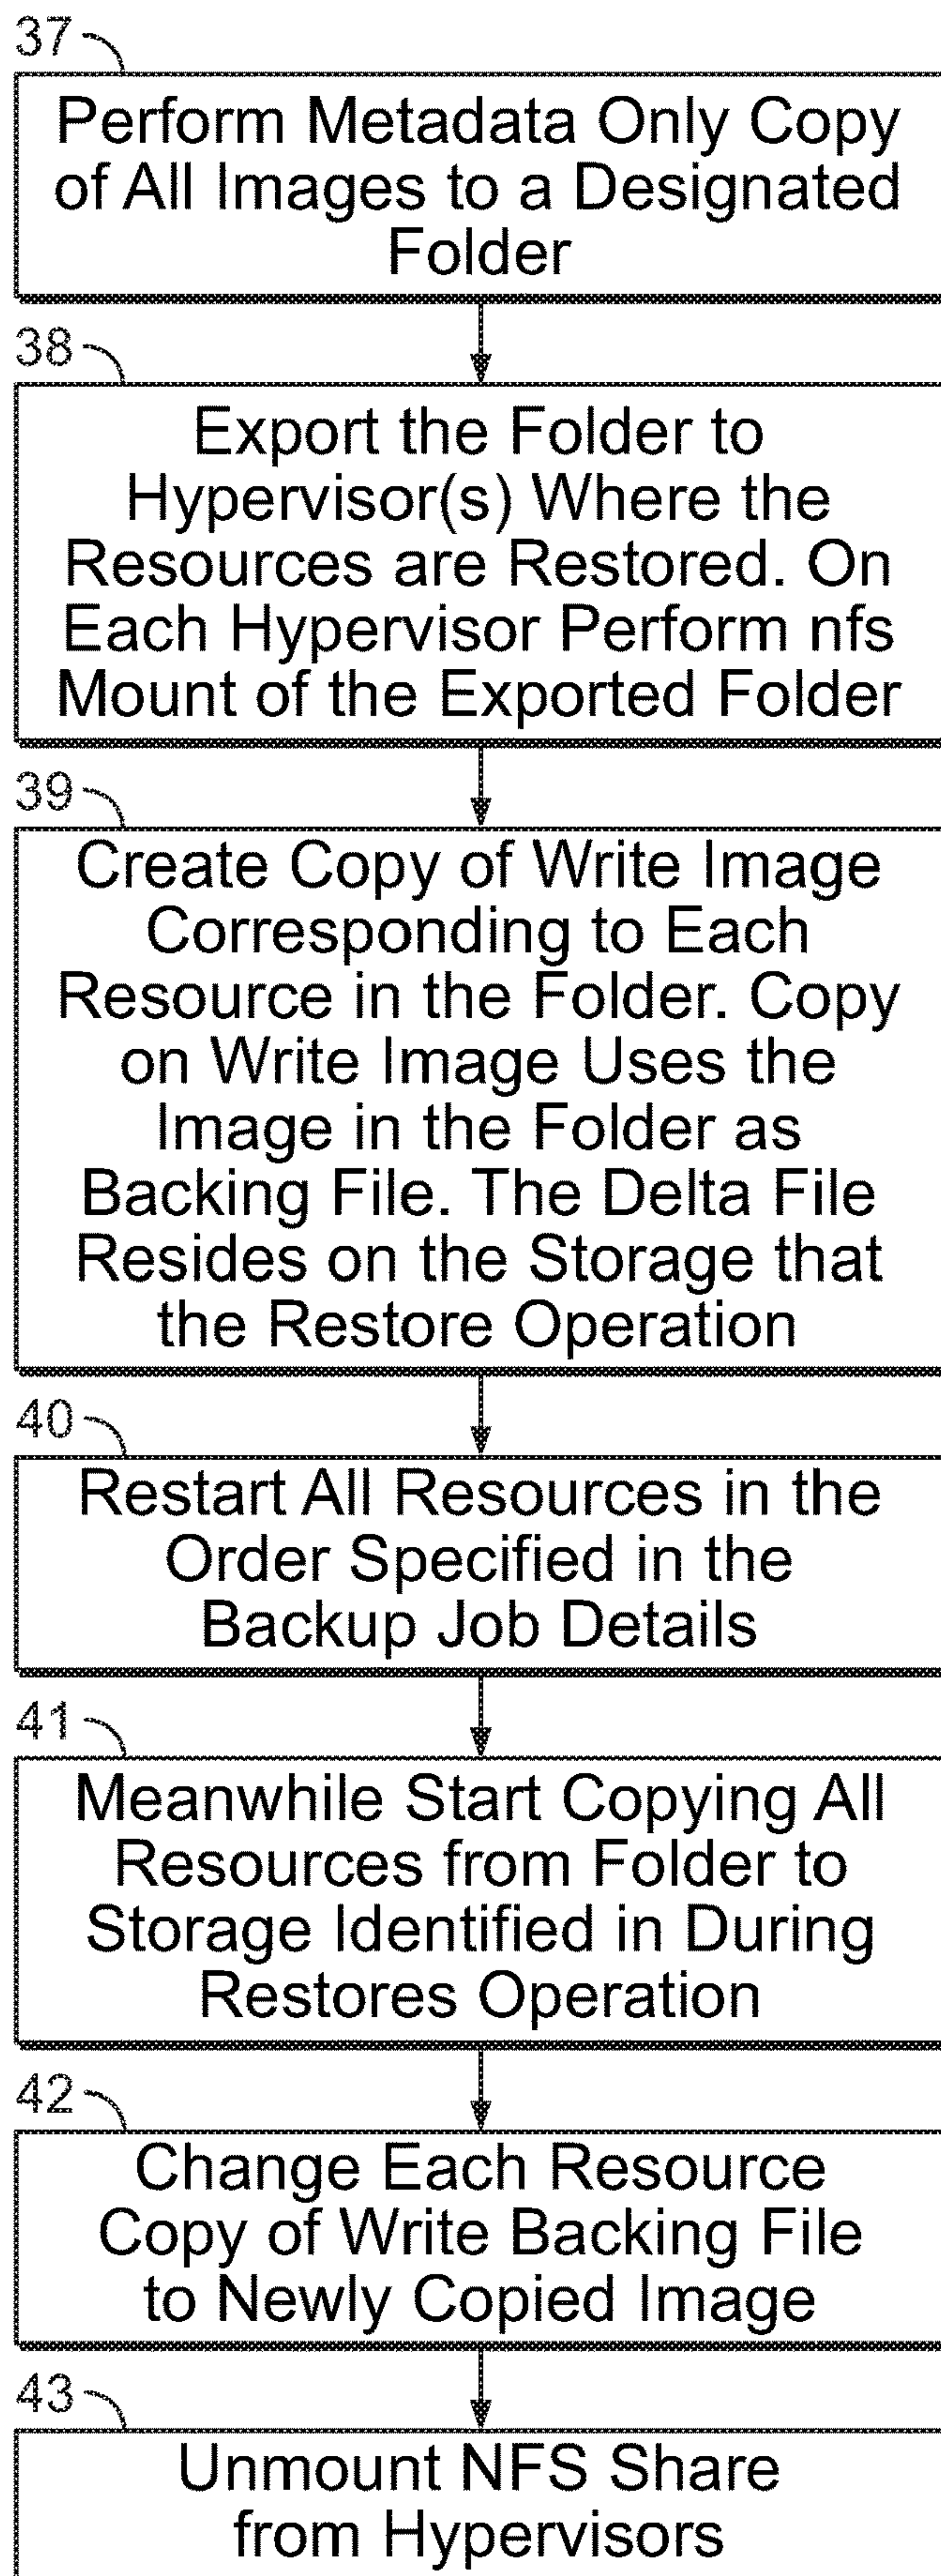 37
Perform Metadata Only Copy
of All Images to a Designated
Folder
38
Export the Folder to
Hypervisor(s) Where the
Resources are Restored. On
Each Hypervisor Perform nfs
Mount of the Exported Folder
39
Create Copy of Write Image
Corresponding to Each
Resource in the Folder. Copy
on Write Image Uses the
Image in the Folder as
Backing File. The Delta File
Resides on the Storage that
the Restore Operation
40
Restart All Resources in the
Order Specified in the
Backup Job Details
41
Meanwhile Start Copying All
Resources from Folder to
Storage Identified in During
Restores Operation
42
Change Each Resource
Copy of Write Backing File
to Newly Copied Image
43
Unmount NFS Share
from Hypervisors